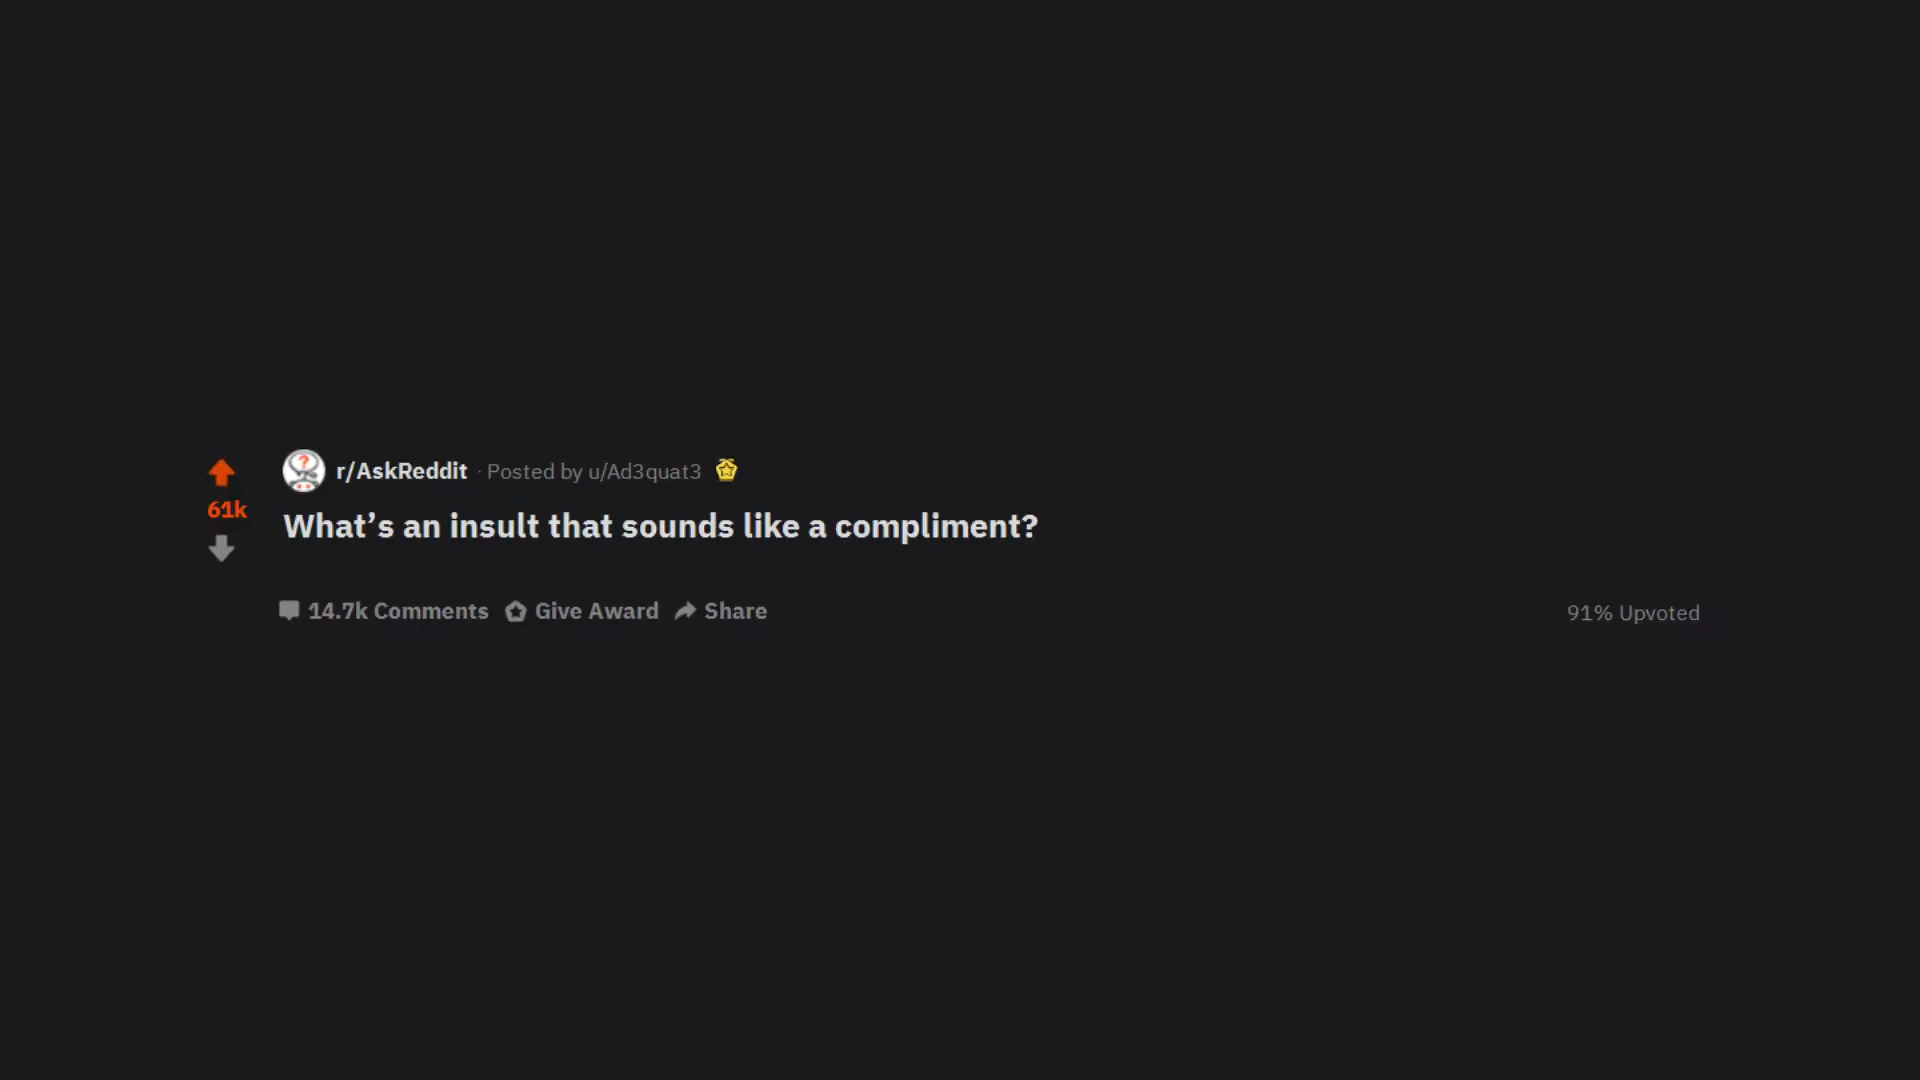 r/AskReddit · Posted by u/Ad3quat3
61k
What’s an insult that sounds like a compliment?
14.7k Comments Give Award Share
91% Upvoted